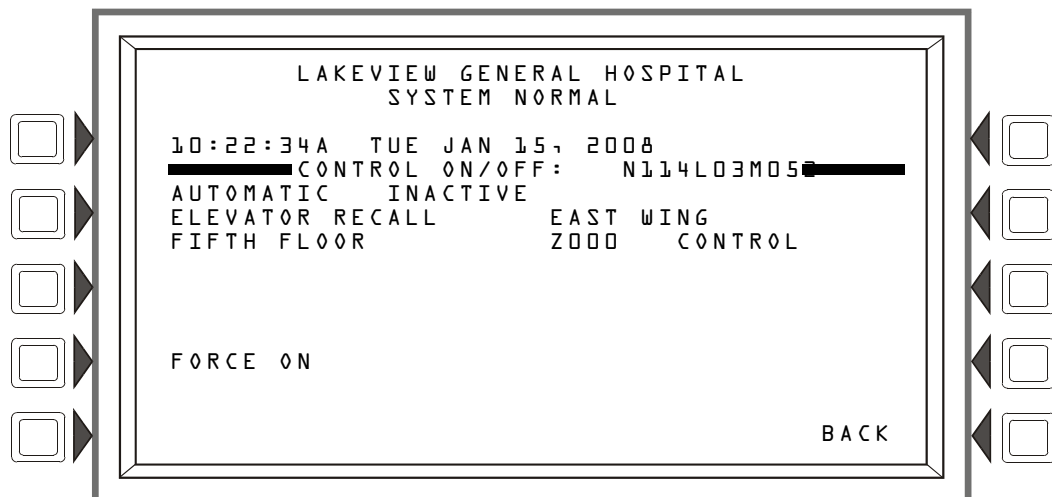 LAKEVIEW GENERAL HOSPITAL
SYSTEM NORMAL
10:22:34A TUE JAN 15, 2008
CONTROL ON/OFF:
AUTOMATIC INACTIVE
ELEVATOR RECALL EAST WING
FIFTH FLOOR Z000 CONTROL
FORCE ON
BACK